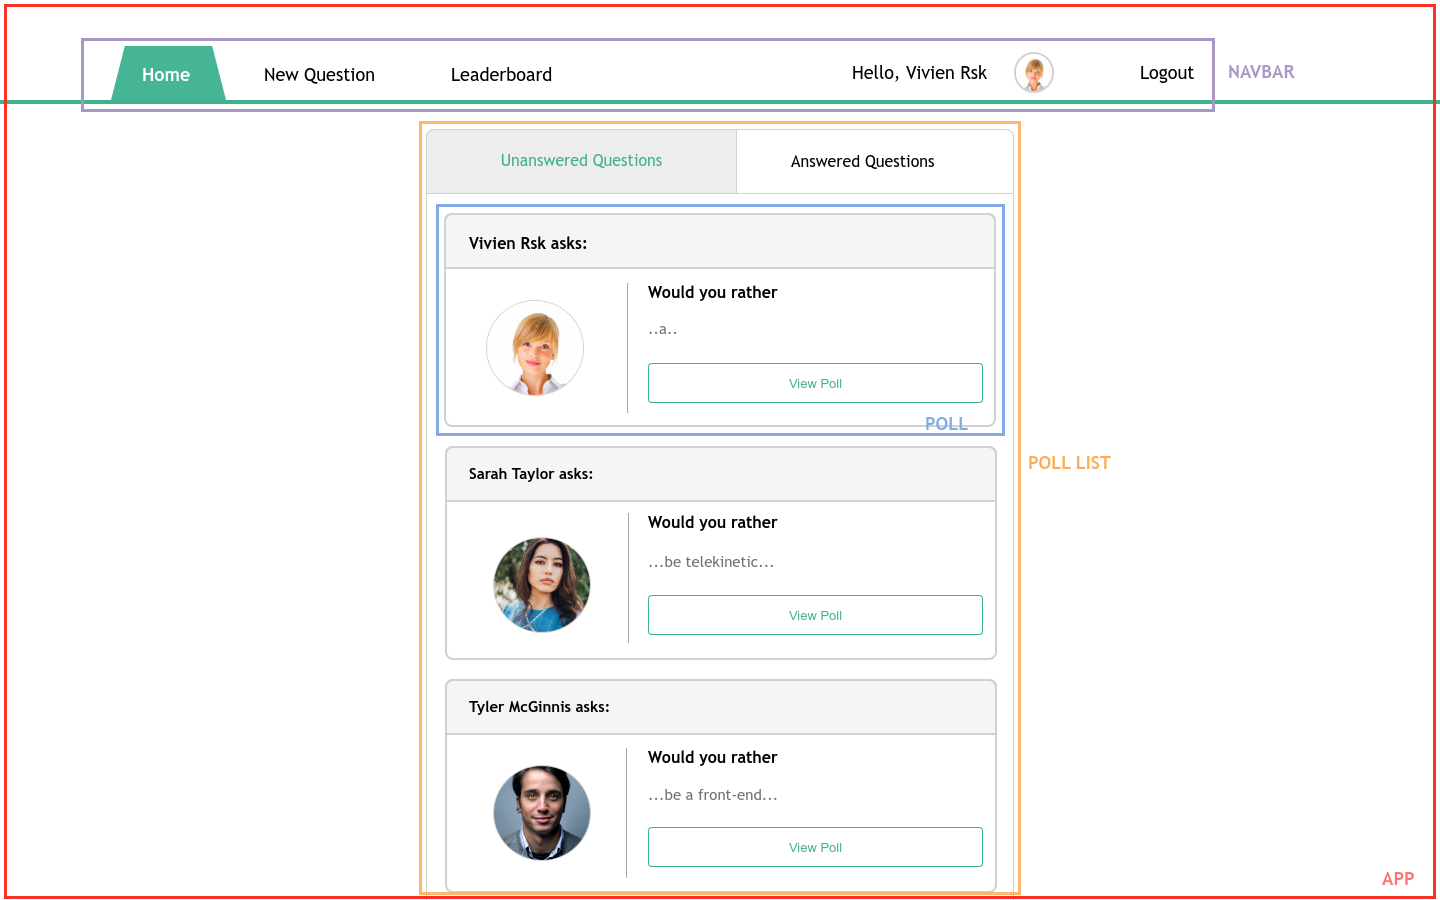 Home
New Question
Leaderboard
Hello, Vivien Rsk
Logout
NAVBAR
Unanswered Questions
Answered Questions
Vivien Rsk asks:
Would you rather
..a..
View Poll
POLL
POLL LIST
Sarah Taylor asks:
Would you rather
...be telekinetic...
View Poll
Tyler McGinnis asks:
Would you rather
...be a front-end...
View Poll
APP